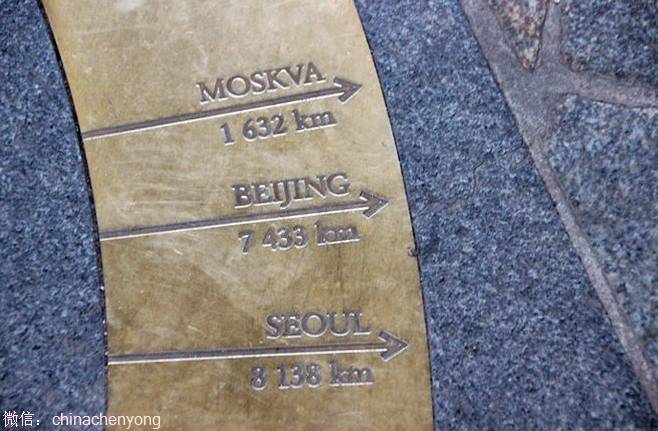 MOSKVA
1 632 km
BEIJING
7 433 km
SEOUL
8 138 km
微信：chinachenyong